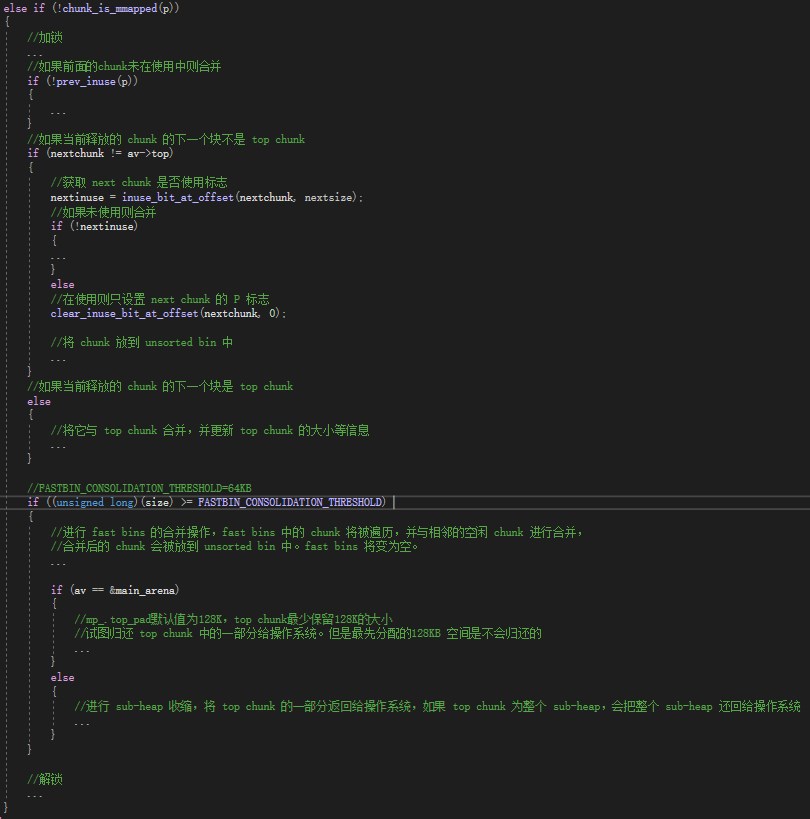 else if (!chunk_is_mmapped(p))
{
//加锁
...
//如果前面的chunk未在使用中则合并
if (!prev_inuse(p))
{
...
}
//如果当前释放的 chunk 的下一个块不是 top chunk
if (nextchunk != av->top)
{
//获取 next chunk 是否使用标志
nextinuse = inuse_bit_at_offset(nextchunk, nextsize);
//如果未使用则合并
if (!nextinuse)
{
...
}
else
//在使用则只设置 next chunk 的 P 标志
clear_inuse_bit_at_offset(nextchunk, 0);
//将 chunk 放到 unsorted bin 中
...
}
//如果当前释放的 chunk 的下一个块是 top chunk
else
{
//将它与 top chunk 合并，并更新 top chunk 的大小等信息
...
}
//FASTBIN_CONSOLIDATION_THRESHOLD=64KB
if ((unsigned long)(size) >= FASTBIN_CONSOLIDATION_THRESHOLD)
{
//进行 fast bins 的合并操作，fast bins 中的 chunk 将被遍历，并与相邻的空闲 chunk 进行合并，
//合并后的 chunk 会被放到 unsorted bin 中。fast bins 将变为空。
...
if (av == &main_arena)
{
//mp_.top_pad默认值为128K，top chunk最少保留128K的大小
//试图归还 top chunk 中的一部分给操作系统。但是最先分配的128KB 空间是不会归还的
...
}
else
{
//进行 sub-heap 收缩，将 top chunk 的一部分返回给操作系统，如果 top chunk 为整个 sub-heap，会把整个 sub-heap 还回给操作系统
...
}
}
//解锁
...
}